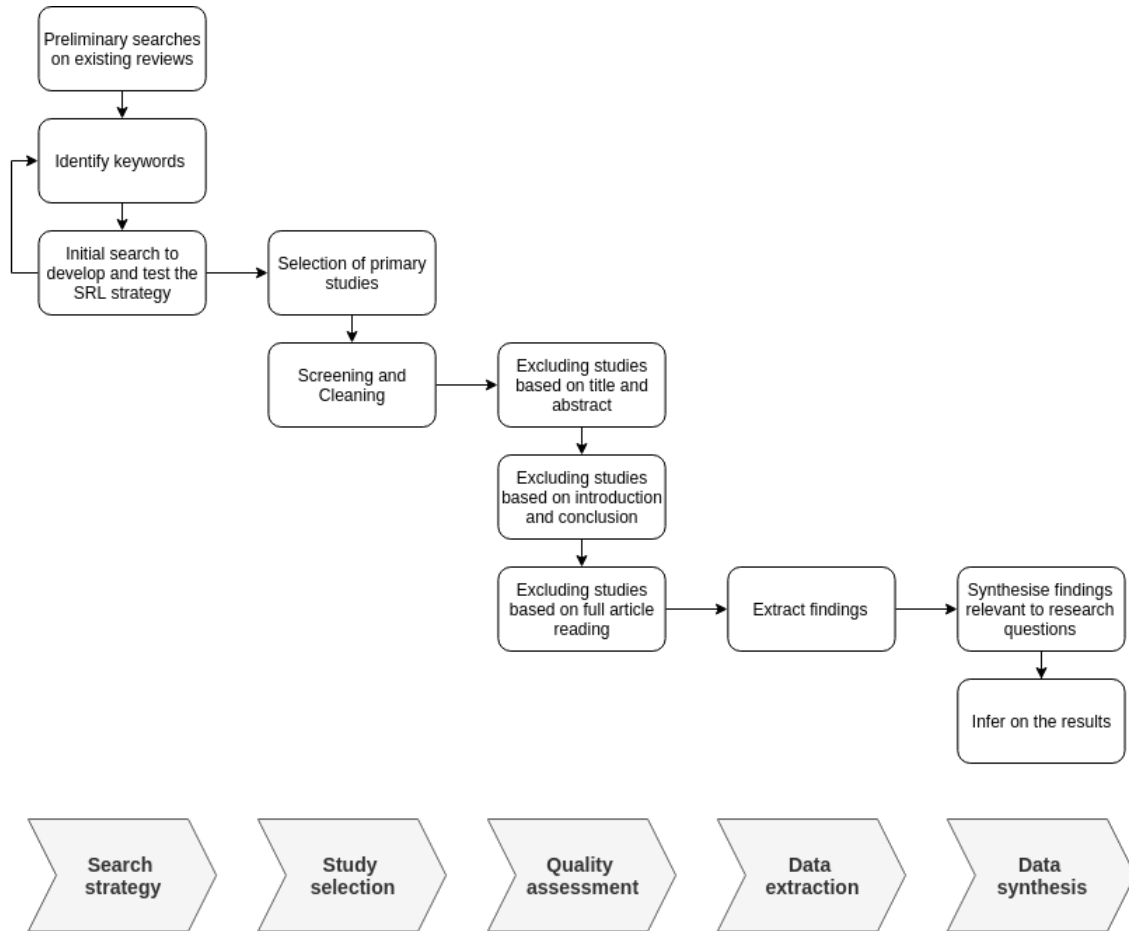 Preliminary searches
on existing reviews
Identify keywords
Initial search to
develop and test the
SRL strategy
Selection of primary
studies
Screening and
Cleaning
Excluding studies
based on title and
abstract
Excluding studies
based on introduction
and conclusion
Excluding studies
based on full article
reading
Extract findings
Synthesise findings
relevant to research
questions
Infer on the results
Search
strategy
Study
selection
Quality
assessment
Data
extraction
Data
synthesis